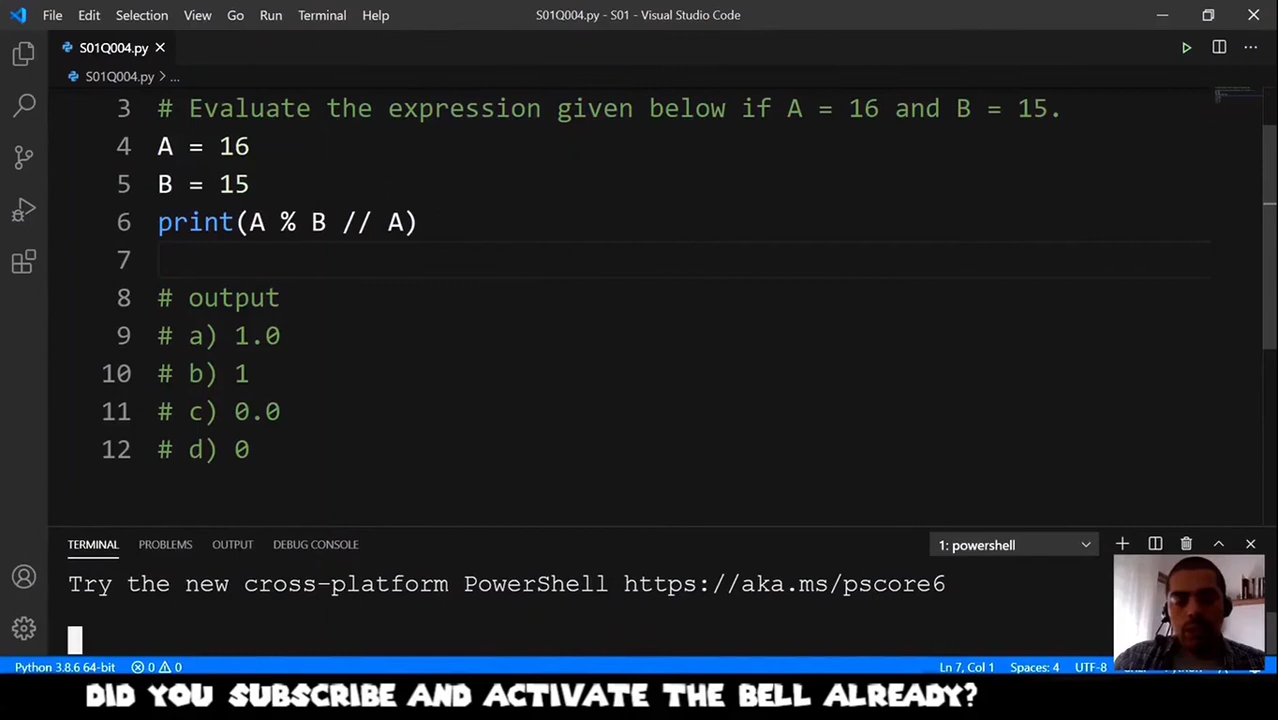 File Edit Selection View Go Run Terminal Help S01Q004.py - S01 - Visual Studio Code
S01Q004.py
S01Q004.py > ...
3 # Evaluate the expression given below if A = 16 and B = 15.
4 A = 16
5 B = 15
6 print(A % B // A)
7
8 # output
9 # a) 1.0
10 # b) 1
11 # c) 0.0
12 # d) 0
TERMINAL PROBLEMS OUTPUT DEBUG CONSOLE 1: powershell
Try the new cross-platform PowerShell https://aka.ms/pscore6
Python 3.8.6 64-bit 0 0 Ln 7, Col 1 Spaces: 4 UTF-8
DID YOU SUBSCRIBE AND ACTIVATE THE BELL ALREADY?